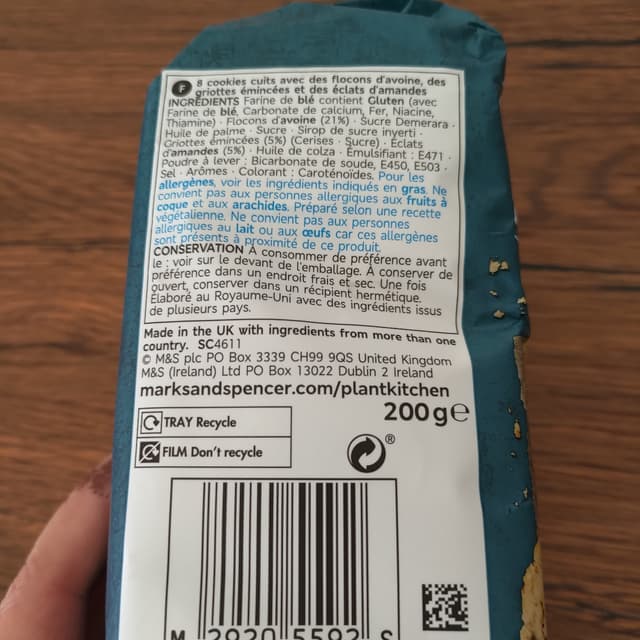 F 8 cookies cuits avec des flocons d'avoine, des
griottes émincées et des éclats d'amandes
INGRÉDIENTS Farine de blé contient Gluten (avec
Farine de blé, Carbonate de calcium, Fer, Niacine,
Thiamine) · Flocons d'avoine (21%) · Sucre Demerara ·
Huile de palme · Sucre · Sirop de sucre inverti ·
Griottes émincées (5%) (Cerises · Sucre) · Éclats
d'amandes (5%) · Huile de colza · Émulsifiant : E471 ·
Poudre à lever : Bicarbonate de soude, E450, E503 ·
Sel · Arômes · Colorant : Caroténoïdes. Pour les
allergènes, voir les ingrédients indiqués en gras. Ne
convient pas aux personnes allergiques aux fruits à
coque et aux arachides. Préparé selon une recette
végétalienne. Ne convient pas aux personnes
allergiques au lait ou aux œufs car ces allergènes
sont présents à proximité de ce produit.
CONSERVATION À consommer de préférence avant
le : voir sur le devant de l'emballage. À conserver de
préférence dans un endroit frais et sec. Une fois
ouvert, conserver dans un récipient hermétique.
Élaboré au Royaume-Uni avec des ingrédients issus
de plusieurs pays.
Made in the UK with ingredients from more than one
country. SC4611
© M&S plc PO Box 3339 CH99 9QS United Kingdom
M&S (Ireland) Ltd PO Box 13022 Dublin 2 Ireland
marksandspencer.com/plantkitchen
200g℮
TRAY Recycle
FILM Don't recycle
®
M 2920 5592 S